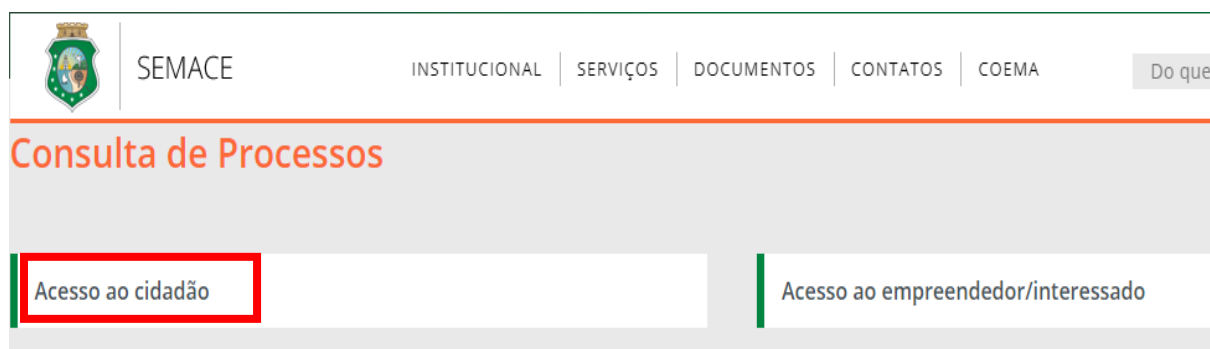 SEMACE
INSTITUCIONAL SERVIÇOS DOCUMENTOS CONTATOS COEMA Do que
Consulta de Processos
Acesso ao cidadão
Acesso ao empreendedor/interessado